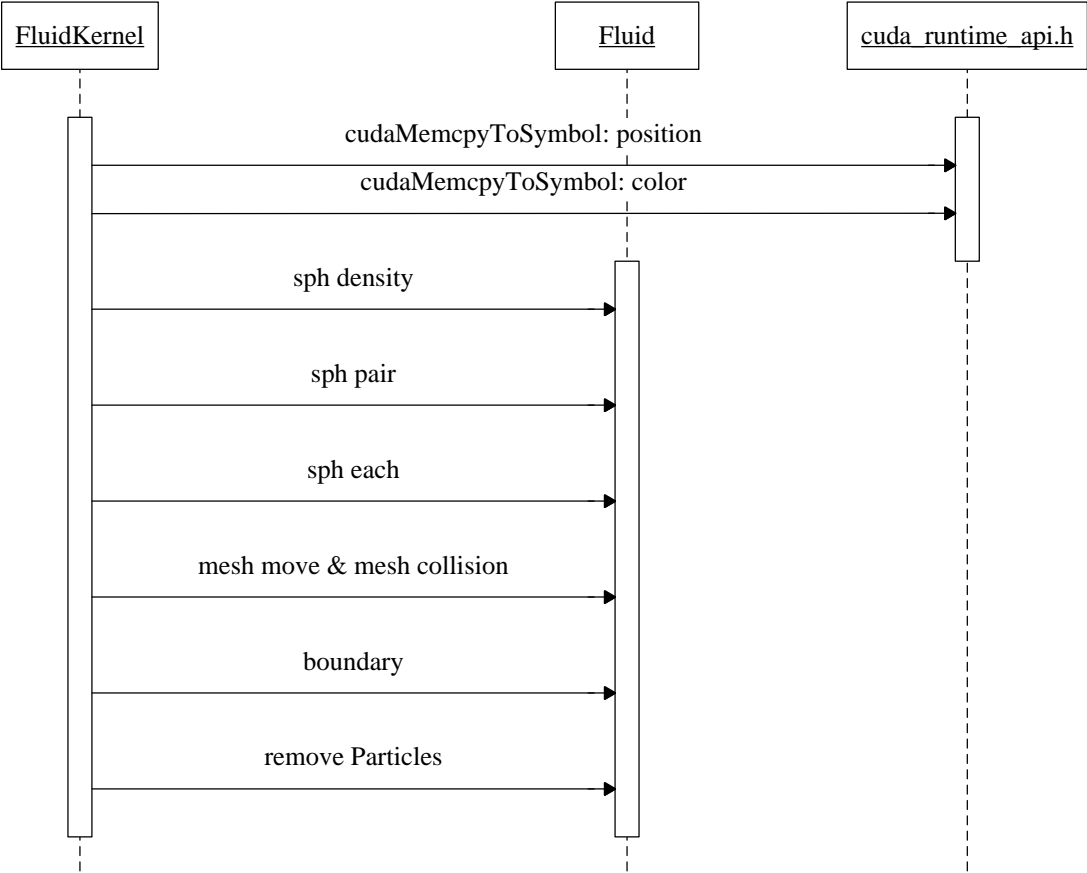 FluidKernel
Fluid
cuda_runtime_api.h
cudaMemcpyToSymbol: position
cudaMemcpyToSymbol: color
sph density
sph pair
sph each
mesh move & mesh collision
boundary
remove Particles